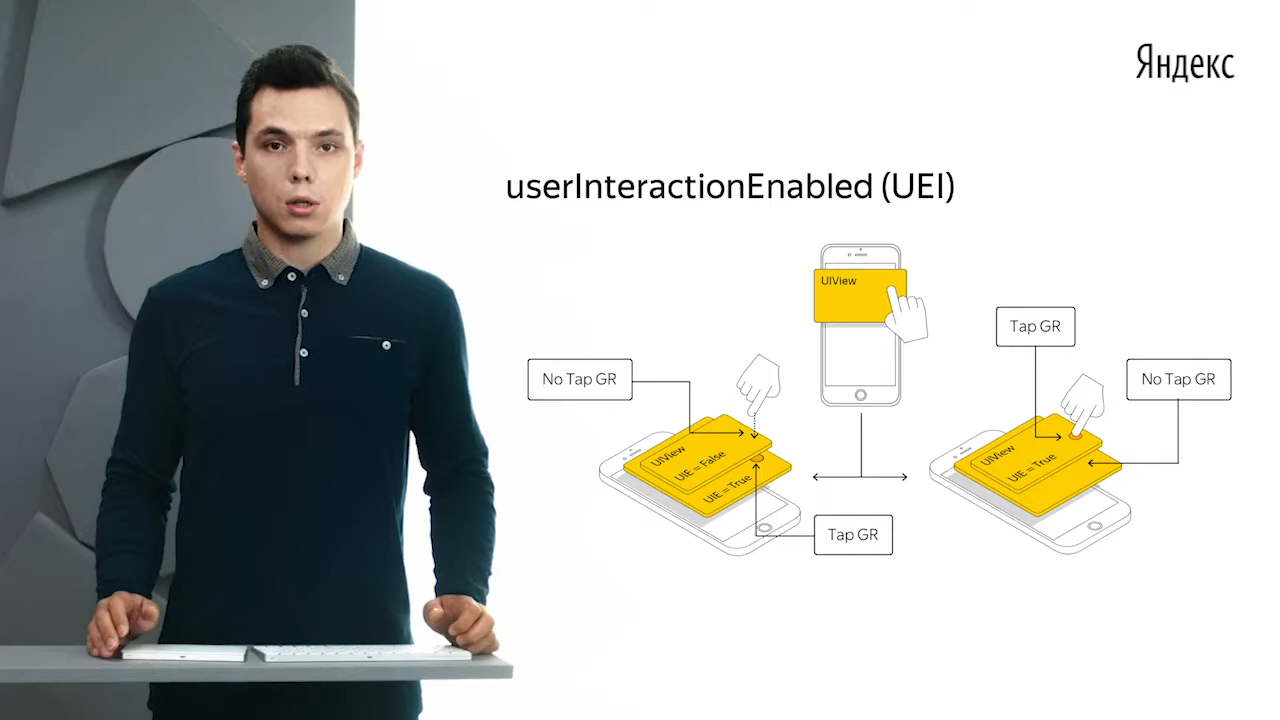 Яндекс
userInteractionEnabled (UEI)
UIView
Tap GR
No Tap GR
No Tap GR
UIView
UIE = False
UIE = True
UIView
UIE = True
Tap GR